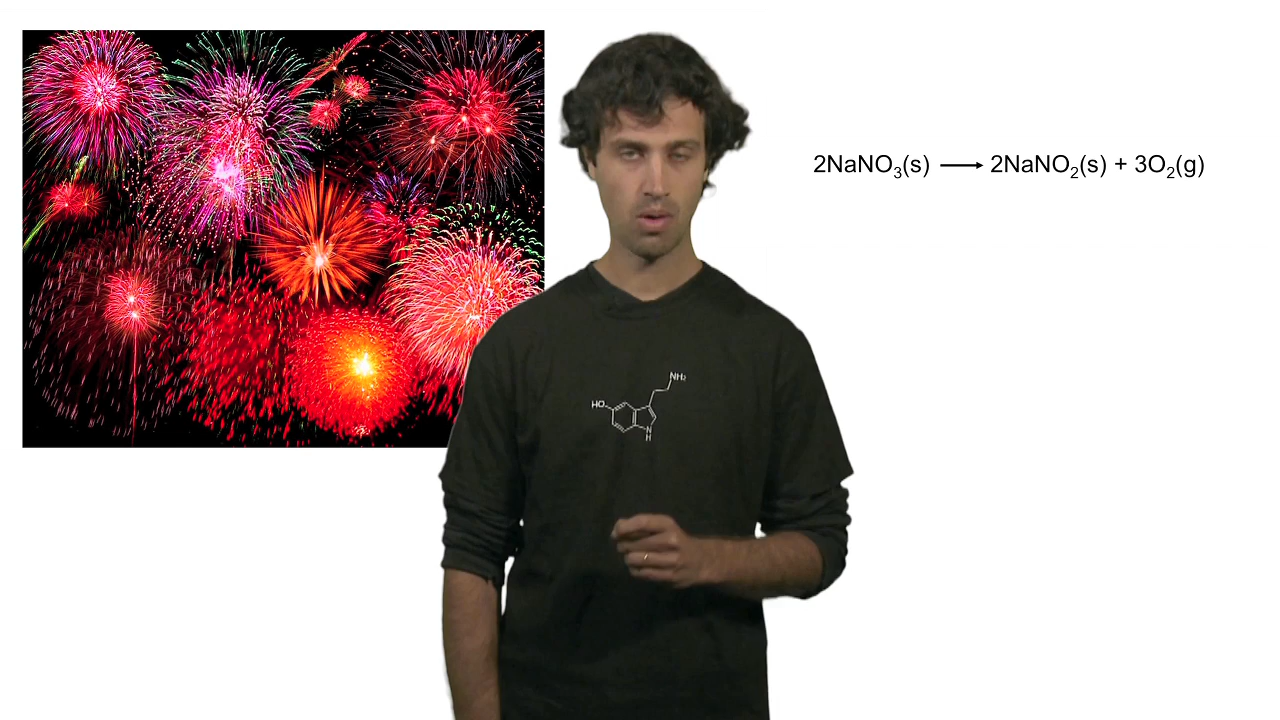 2NaNO₃(s) ⟶ 2NaNO₂(s) + 3O₂(g)
NH₂
HO
N
H